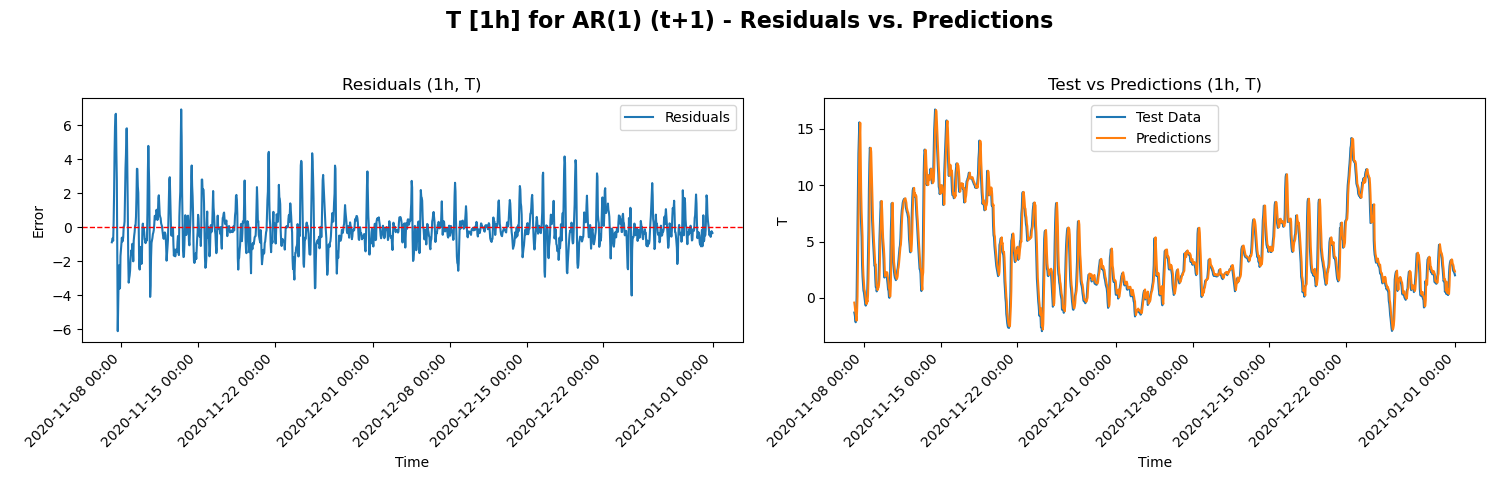 T [1h] for AR(1) (t+1) - Residuals vs. Predictions
Residuals (1h, T)
Residuals
Error
6
4
2
0
−2
−4
−6
2020-11-08 00:00
2020-11-15 00:00
2020-11-22 00:00
2020-12-01 00:00
2020-12-08 00:00
2020-12-15 00:00
2020-12-22 00:00
2021-01-01 00:00
Time
Test vs Predictions (1h, T)
Test Data
Predictions
T
15
10
5
0
2020-11-08 00:00
2020-11-15 00:00
2020-11-22 00:00
2020-12-01 00:00
2020-12-08 00:00
2020-12-15 00:00
2020-12-22 00:00
2021-01-01 00:00
Time